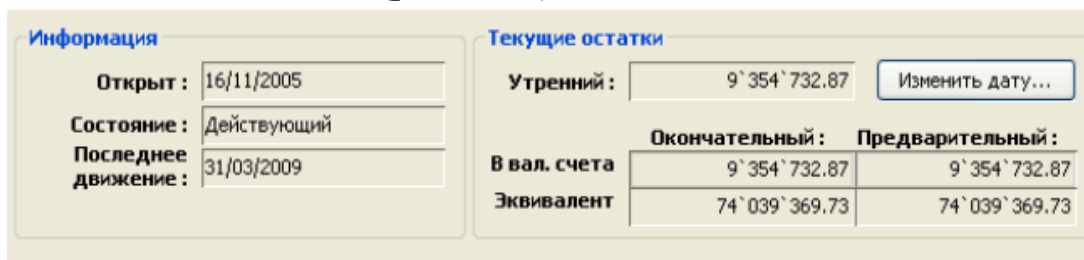 Информация
Открыт : 16/11/2005
Состояние : Действующий
Последнее движение : 31/03/2009
Текущие остатки
Утренний : 9`354`732.87 Изменить дату...
Окончательный : Предварительный :
В вал. счета 9`354`732.87 9`354`732.87
Эквивалент 74`039`369.73 74`039`369.73